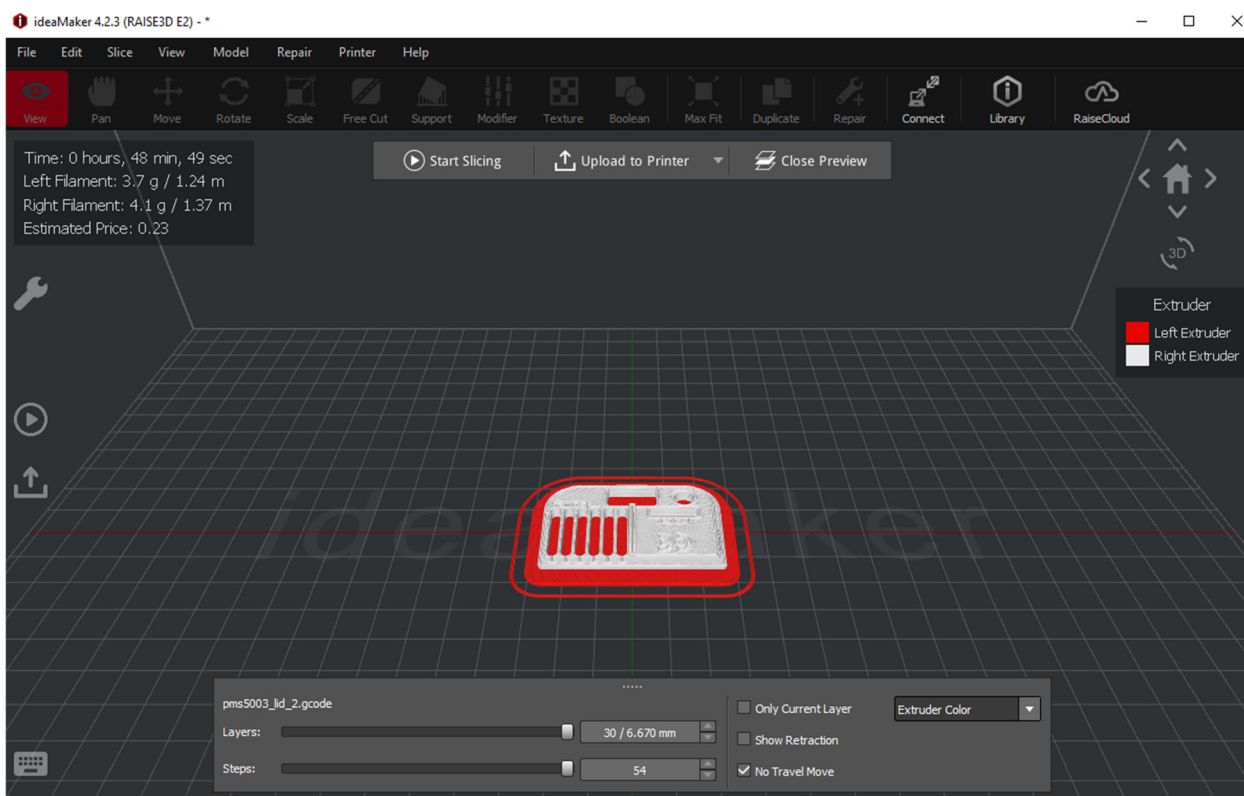 ideaMaker 4.2.3 (RAISE3D E2) - *
File Edit Slice View Model Repair Printer Help
View Pan Move Rotate Scale Free Cut Support Modifier Texture Boolean Max Fit Duplicate Repair Connect Library RaiseCloud
Time: 0 hours, 48 min, 49 sec
Left Filament: 3.7 g / 1.24 m
Right Filament: 4.1 g / 1.37 m
Estimated Price: 0.23
Start Slicing Upload to Printer Close Preview
3D
Extruder
Left Extruder
Right Extruder
ideaMaker
pms5003_lid_2.gcode
Layers: 30 / 6.670 mm
Steps: 54
Only Current Layer Extruder Color
Show Retraction
No Travel Move